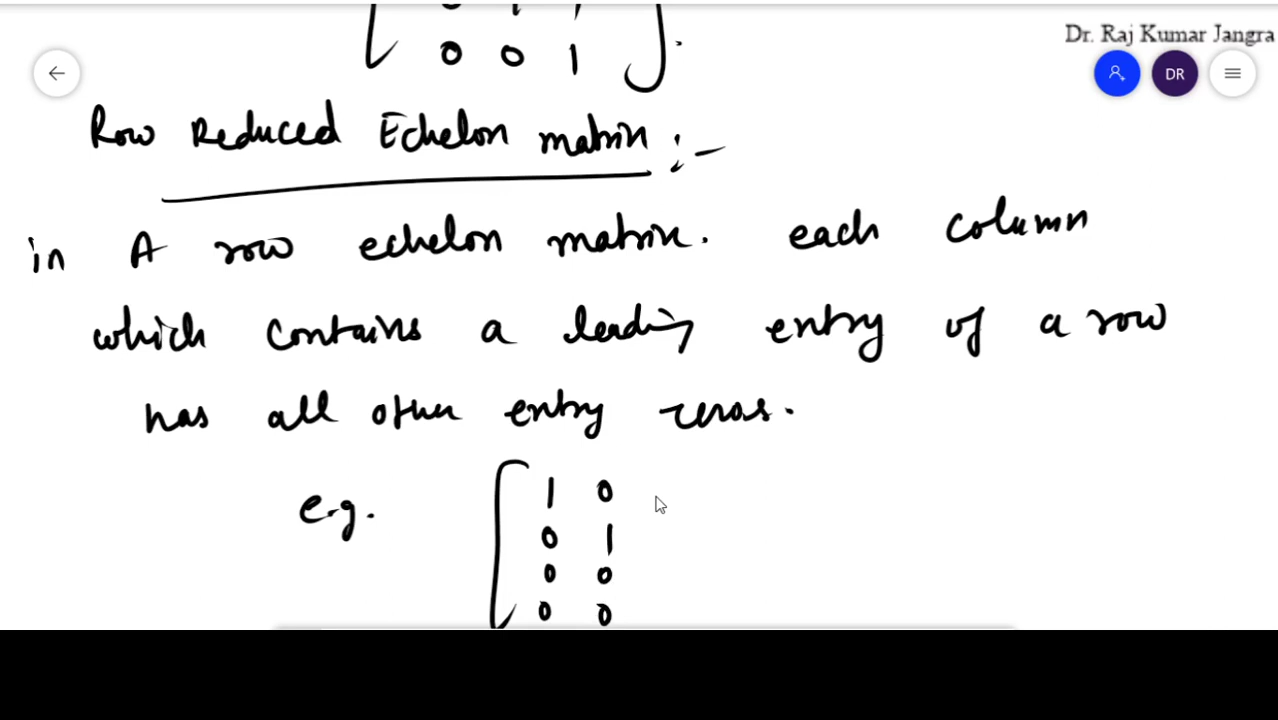 Dr. Raj Kumar Jangra
0 0 1
DR
Row Reduced Echelon matrix :-
in A row echelon matrix. each column
which contains a leading entry of a row
has all other entry zeros.
e.g.
1 0
0 1
0 0
0 0